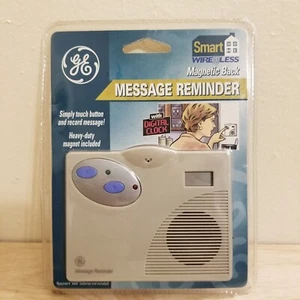 GE
Smart
WIRELESS
Magnetic Back
MESSAGE REMINDER
Simply touch button
and record message!
Heavy-duty
magnet included
with
DIGITAL
CLOCK
Message Reminder